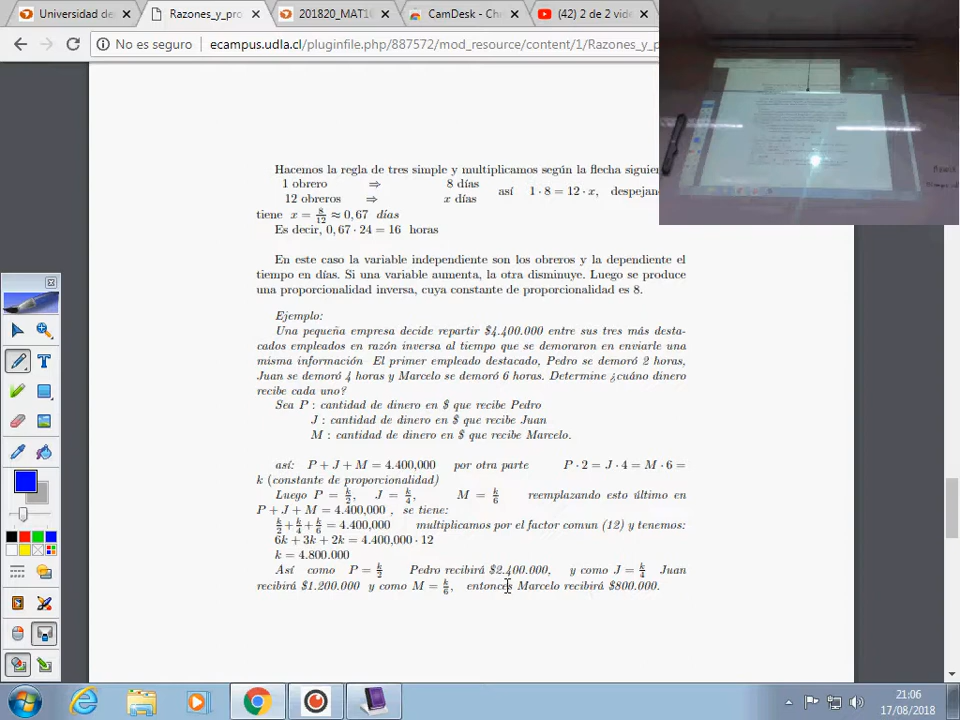 Universidad de
Razones_y_pro
201820_MAT1
CamDesk - Ch
(42) 2 de 2 vide
No es seguro
ecampus.udla.cl/pluginfile.php/887572/mod_resource/content/1/Razones_y_p
Hacemos la regla de tres simple y multiplicamos según la flecha siguien
1 obrero ⇒ 8 días
así 1 · 8 = 12 · x, despejan
12 obreros ⇒ x días
tiene x = 8/12 ≈ 0, 67 días
Es decir, 0, 67 · 24 = 16 horas
En este caso la variable independiente son los obreros y la dependiente el
tiempo en días. Si una variable aumenta, la otra disminuye. Luego se produce
una proporcionalidad inversa, cuya constante de proporcionalidad es 8.
Ejemplo:
Una pequeña empresa decide repartir $4.400.000 entre sus tres más desta-
cados empleados en razón inversa al tiempo que se demoraron en enviarle una
misma información El primer empleado destacado, Pedro se demoró 2 horas,
Juan se demoró 4 horas y Marcelo se demoró 6 horas. Determine ¿cuáno dinero
recibe cada uno?
Sea P : cantidad de dinero en $ que recibe Pedro
J : cantidad de dinero en $ que recibe Juan
M : cantidad de dinero en $ que recibe Marcelo.
así: P + J + M = 4.400,000 por otra parte P · 2 = J · 4 = M · 6 =
k (constante de proporcionalidad)
Luego P = k/2, J = k/4, M = k/6 reemplazando esto último en
P + J + M = 4.400,000 , se tiene:
k/2 + k/4 + k/6 = 4.400,000 multiplicamos por el factor comun (12) y tenemos:
6k + 3k + 2k = 4.400,000 · 12
k = 4.800.000
Así como P = k/2 Pedro recibirá $2.400.000, y como J = k/4 Juan
recibirá $1.200.000 y como M = k/6, entonces Marcelo recibirá $800.000.
T
21:06
17/08/2018